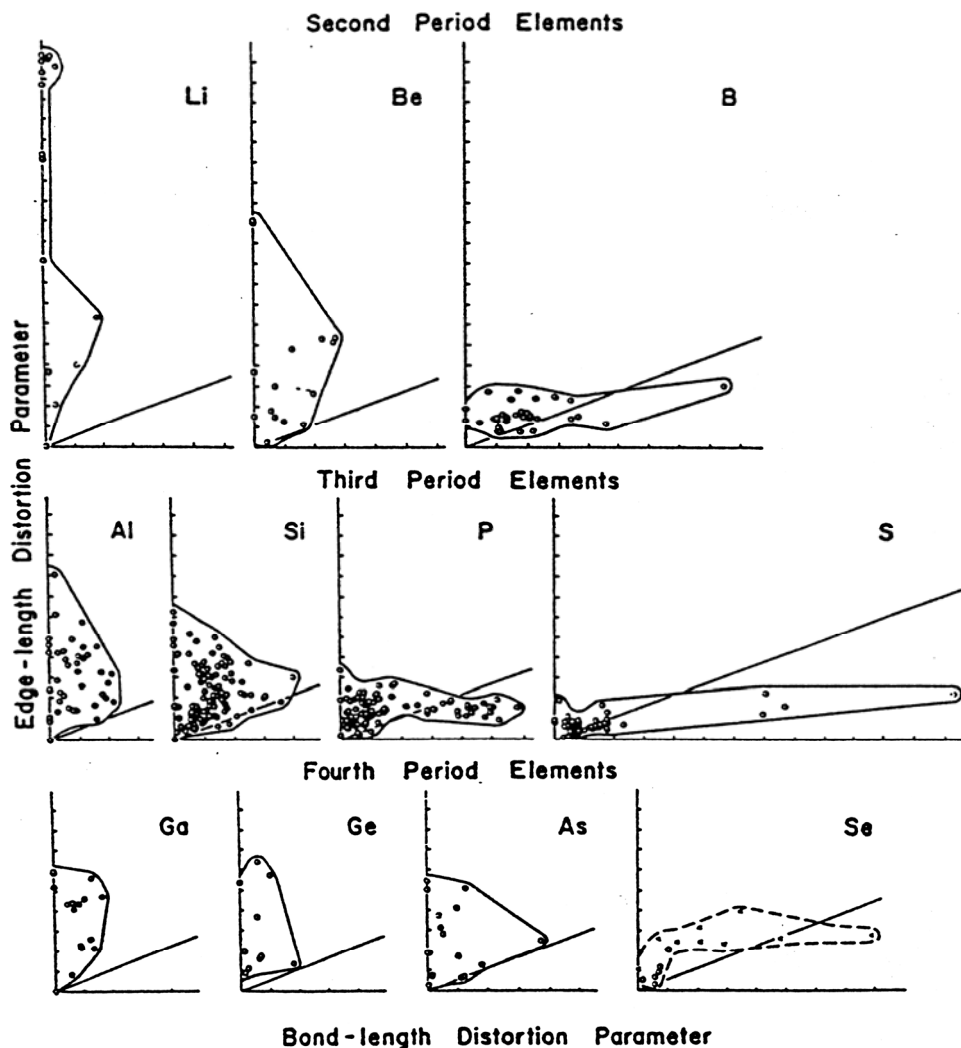 Second Period Elements
Li
Be
B
Edge-length Distortion Parameter
Third Period Elements
Al
Si
P
S
Fourth Period Elements
Ga
Ge
As
Se
Bond-length Distortion Parameter